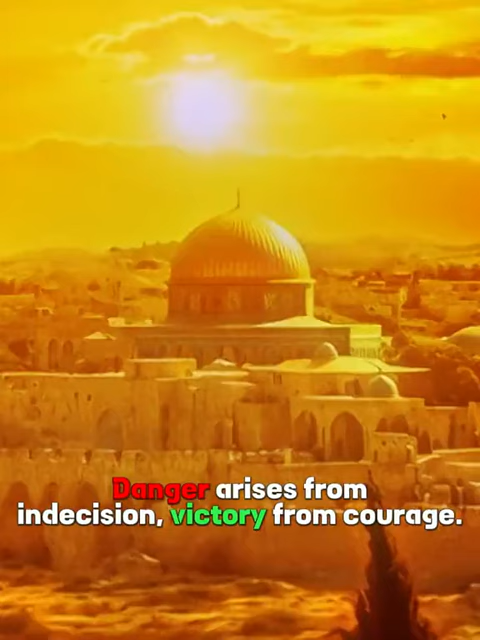 Danger arises from
indecision, victory from courage.